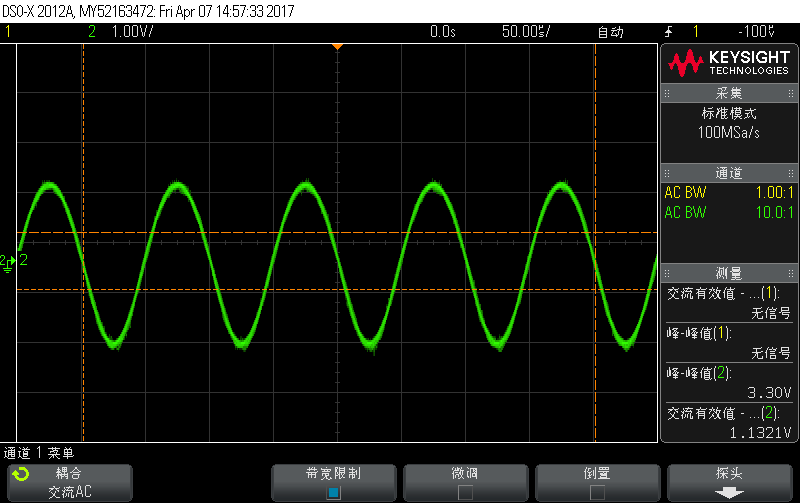 DSO-X 2012A, MY52163472: Fri Apr 07 14:57:33 2017
1 2 1.00V/ 0.0s 50.00us/ 自动 1 -100V
KEYSIGHT
TECHNOLOGIES
采集
标准模式
100MSa/s
通道
AC BW 1.00:1
AC BW 10.0:1
测量
交流有效值 - ...(1):
无信号
峰-峰值(1):
无信号
峰-峰值(2):
3.30V
交流有效值 - ...(2):
1.1321V
2
2
通道 1 菜单
耦合
交流AC
带宽限制
微调
倒置
探头